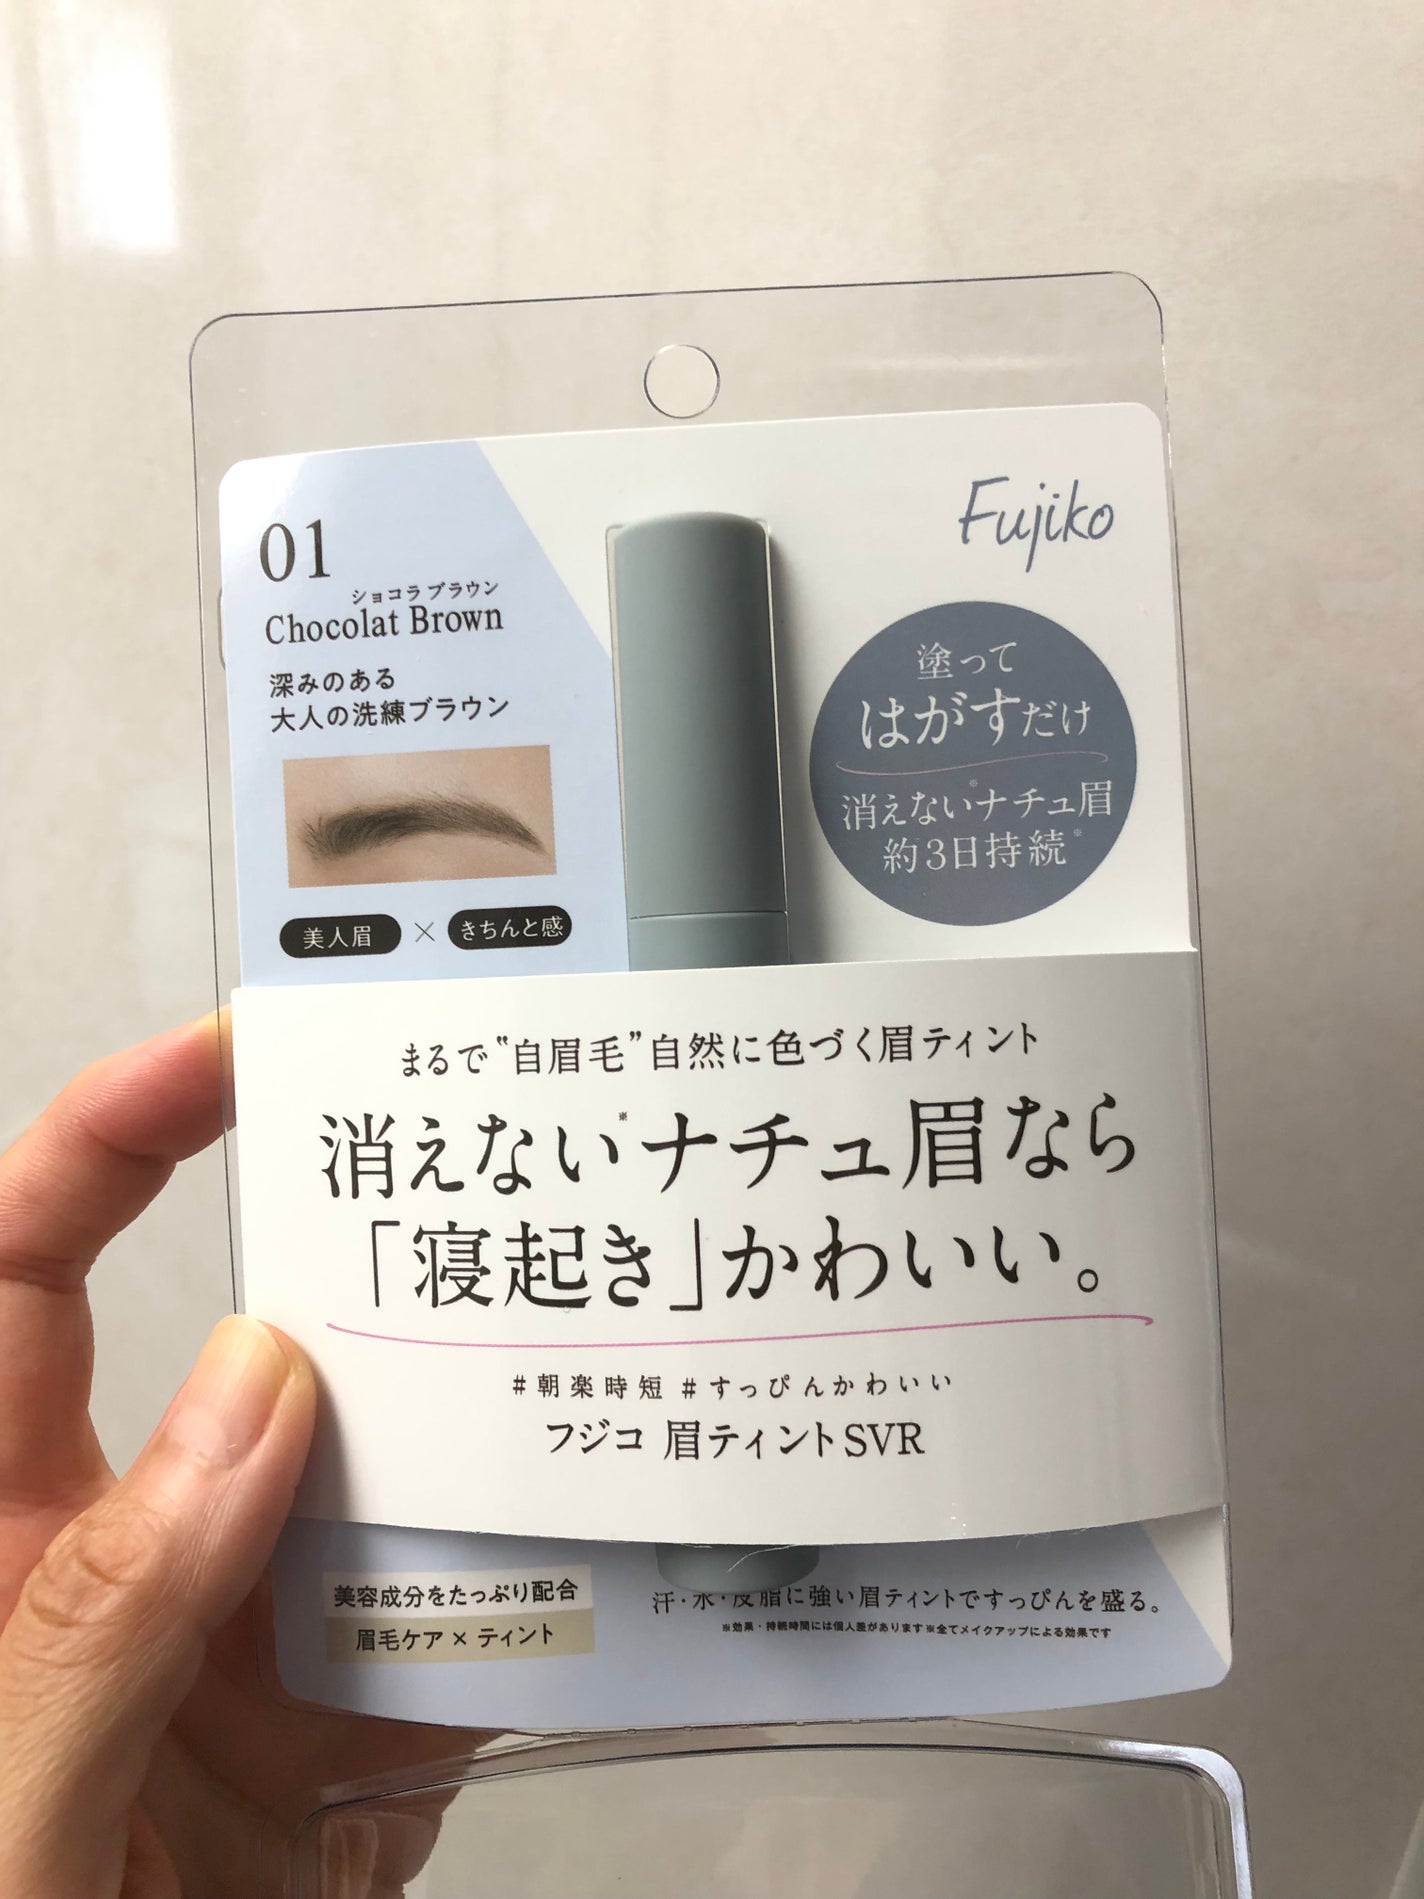 01
ショコラ ブラウン
Chocolat Brown
深みのある
大人の洗練ブラウン
美人眉 × きちんと感
Fujiko
塗って
はがすだけ
消えない※ナチュ眉
約3日持続※
まるで“自眉毛”自然に色づく眉ティント
消えない※ナチュ眉なら
「寝起き」かわいい。
#朝楽時短 #すっぴんかわいい
フジコ 眉ティントSVR
美容成分をたっぷり配合
眉毛ケア × ティント
汗・水・皮脂に強い眉ティントですっぴんを盛る。
※効果・持続時間には個人差があります※全てメイクアップによる効果です